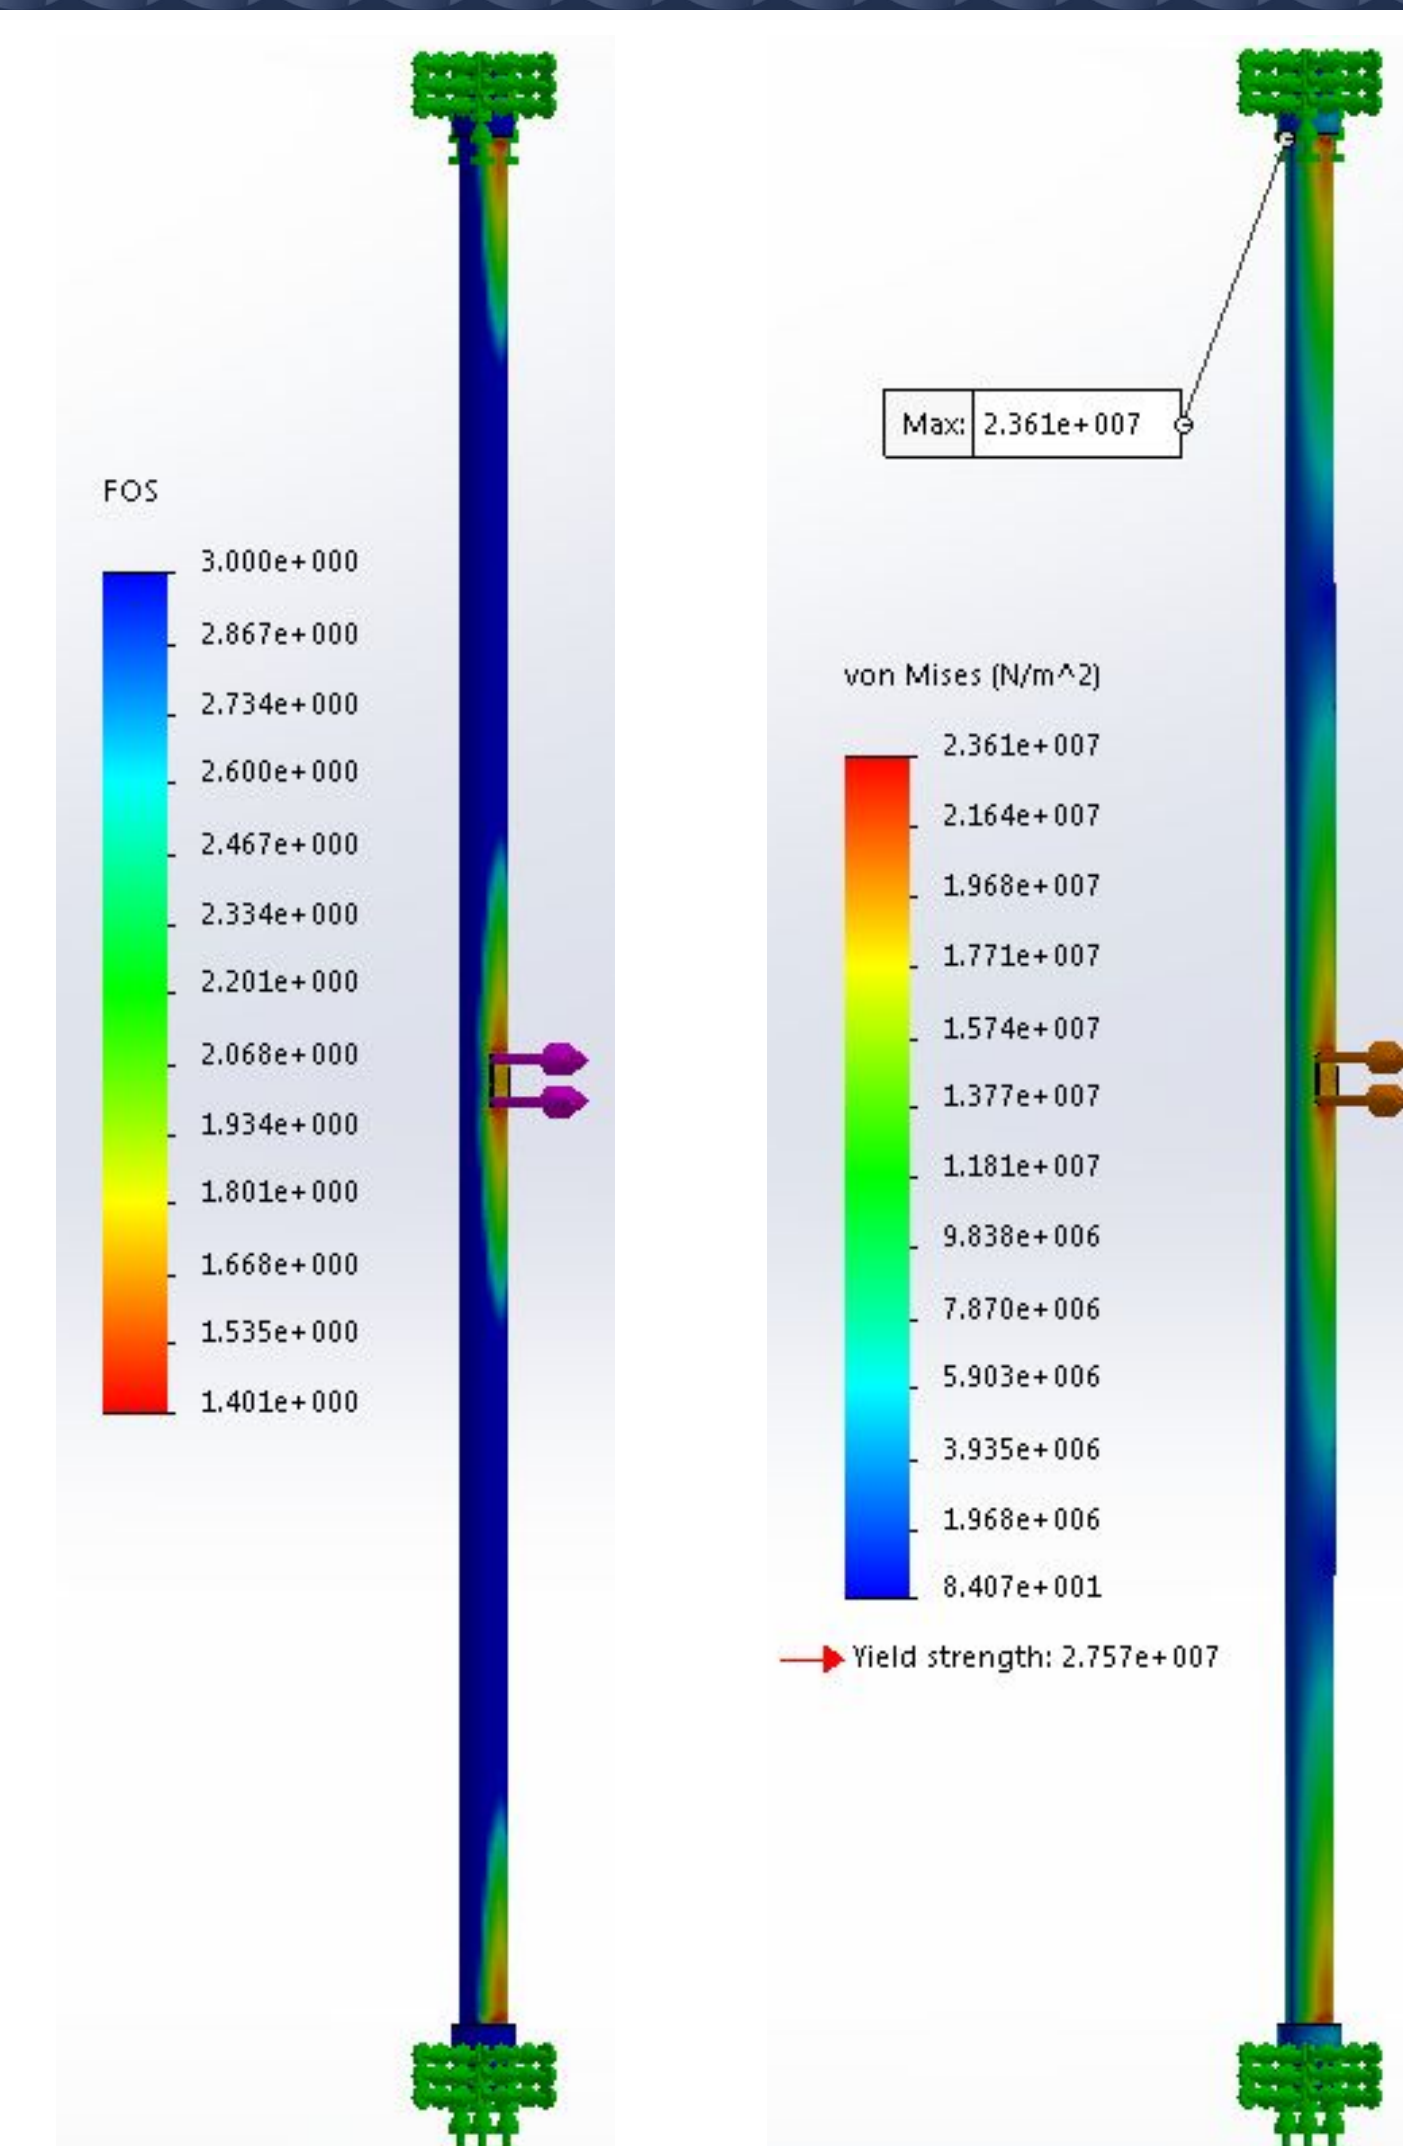 FOS
3.000e+000
2.867e+000
2.734e+000
2.600e+000
2.467e+000
2.334e+000
2.201e+000
2.068e+000
1.934e+000
1.801e+000
1.668e+000
1.535e+000
1.401e+000
Max: 2.361e+007
von Mises (N/m^2)
2.361e+007
2.164e+007
1.968e+007
1.771e+007
1.574e+007
1.377e+007
1.181e+007
9.838e+006
7.870e+006
5.903e+006
3.935e+006
1.968e+006
8.407e+001
Yield strength: 2.757e+007